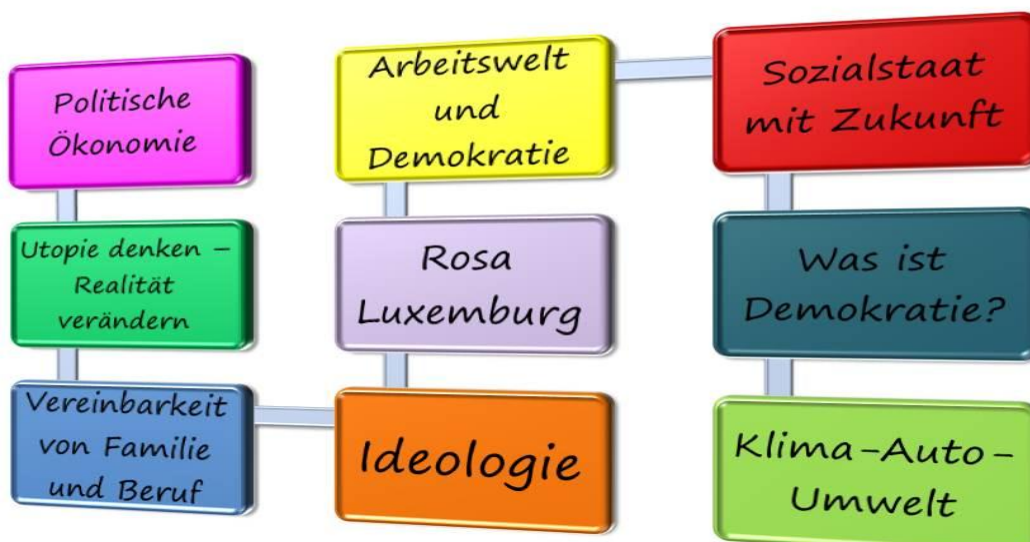 Politische
Ökonomie
Utopie denken –
Realität
verändern
Vereinbarkeit
von Familie
und Beruf
Ideologie
Rosa
Luxemburg
Arbeitswelt
und
Demokratie
Sozialstaat
mit Zukunft
Was ist
Demokratie?
Klima-Auto-
Umwelt